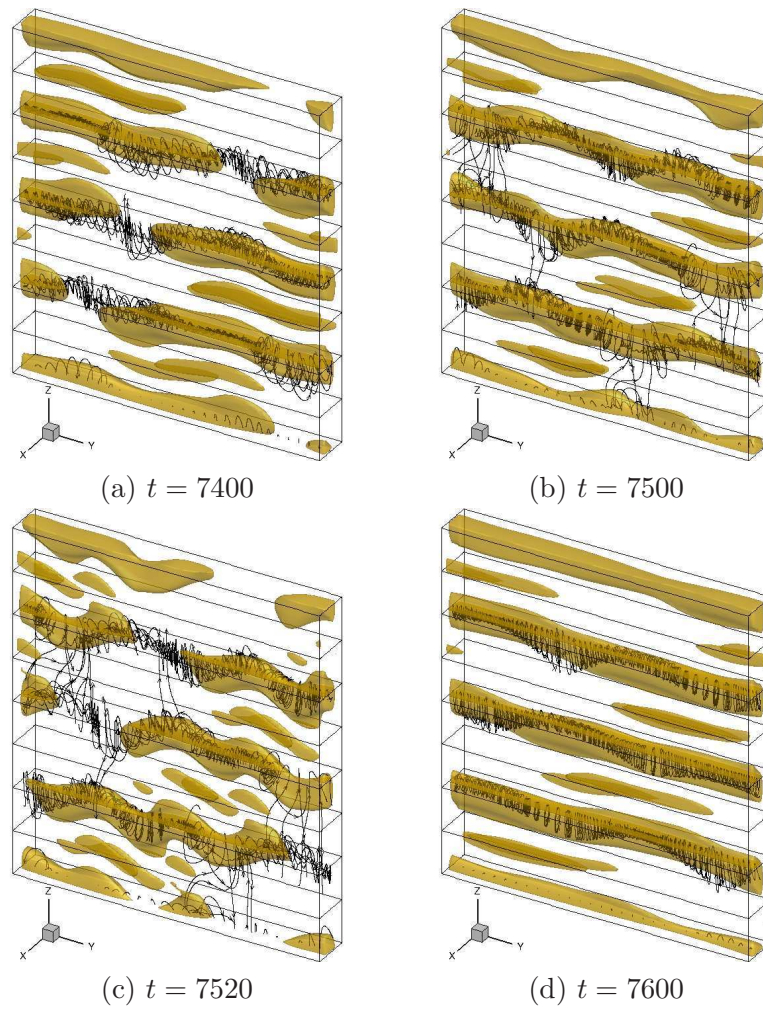 Z
X
Y
Z
X
Y
(a) t = 7400
(b) t = 7500
Z
X
Y
Z
X
Y
(c) t = 7520
(d) t = 7600